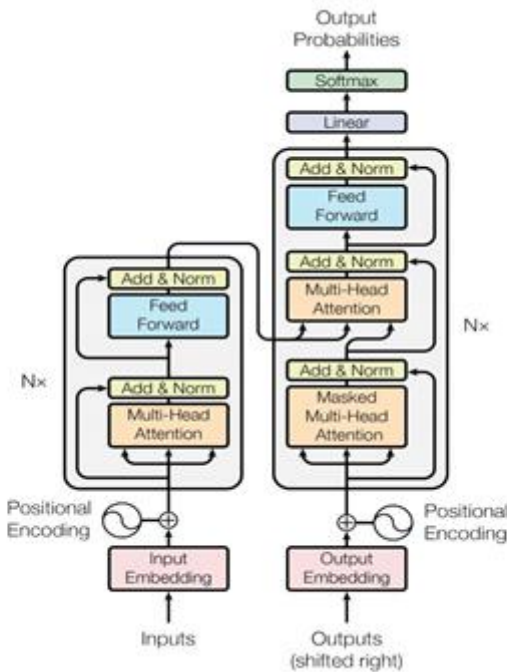 Output
Probabilities
Softmax
Linear
Add & Norm
Feed
Forward
Add & Norm
Multi-Head
Attention
Add & Norm
Masked
Multi-Head
Attention
N×
Add & Norm
Feed
Forward
Add & Norm
Multi-Head
Attention
N×
Positional
Encoding
Positional
Encoding
Input
Embedding
Output
Embedding
Inputs
Outputs
(shifted right)